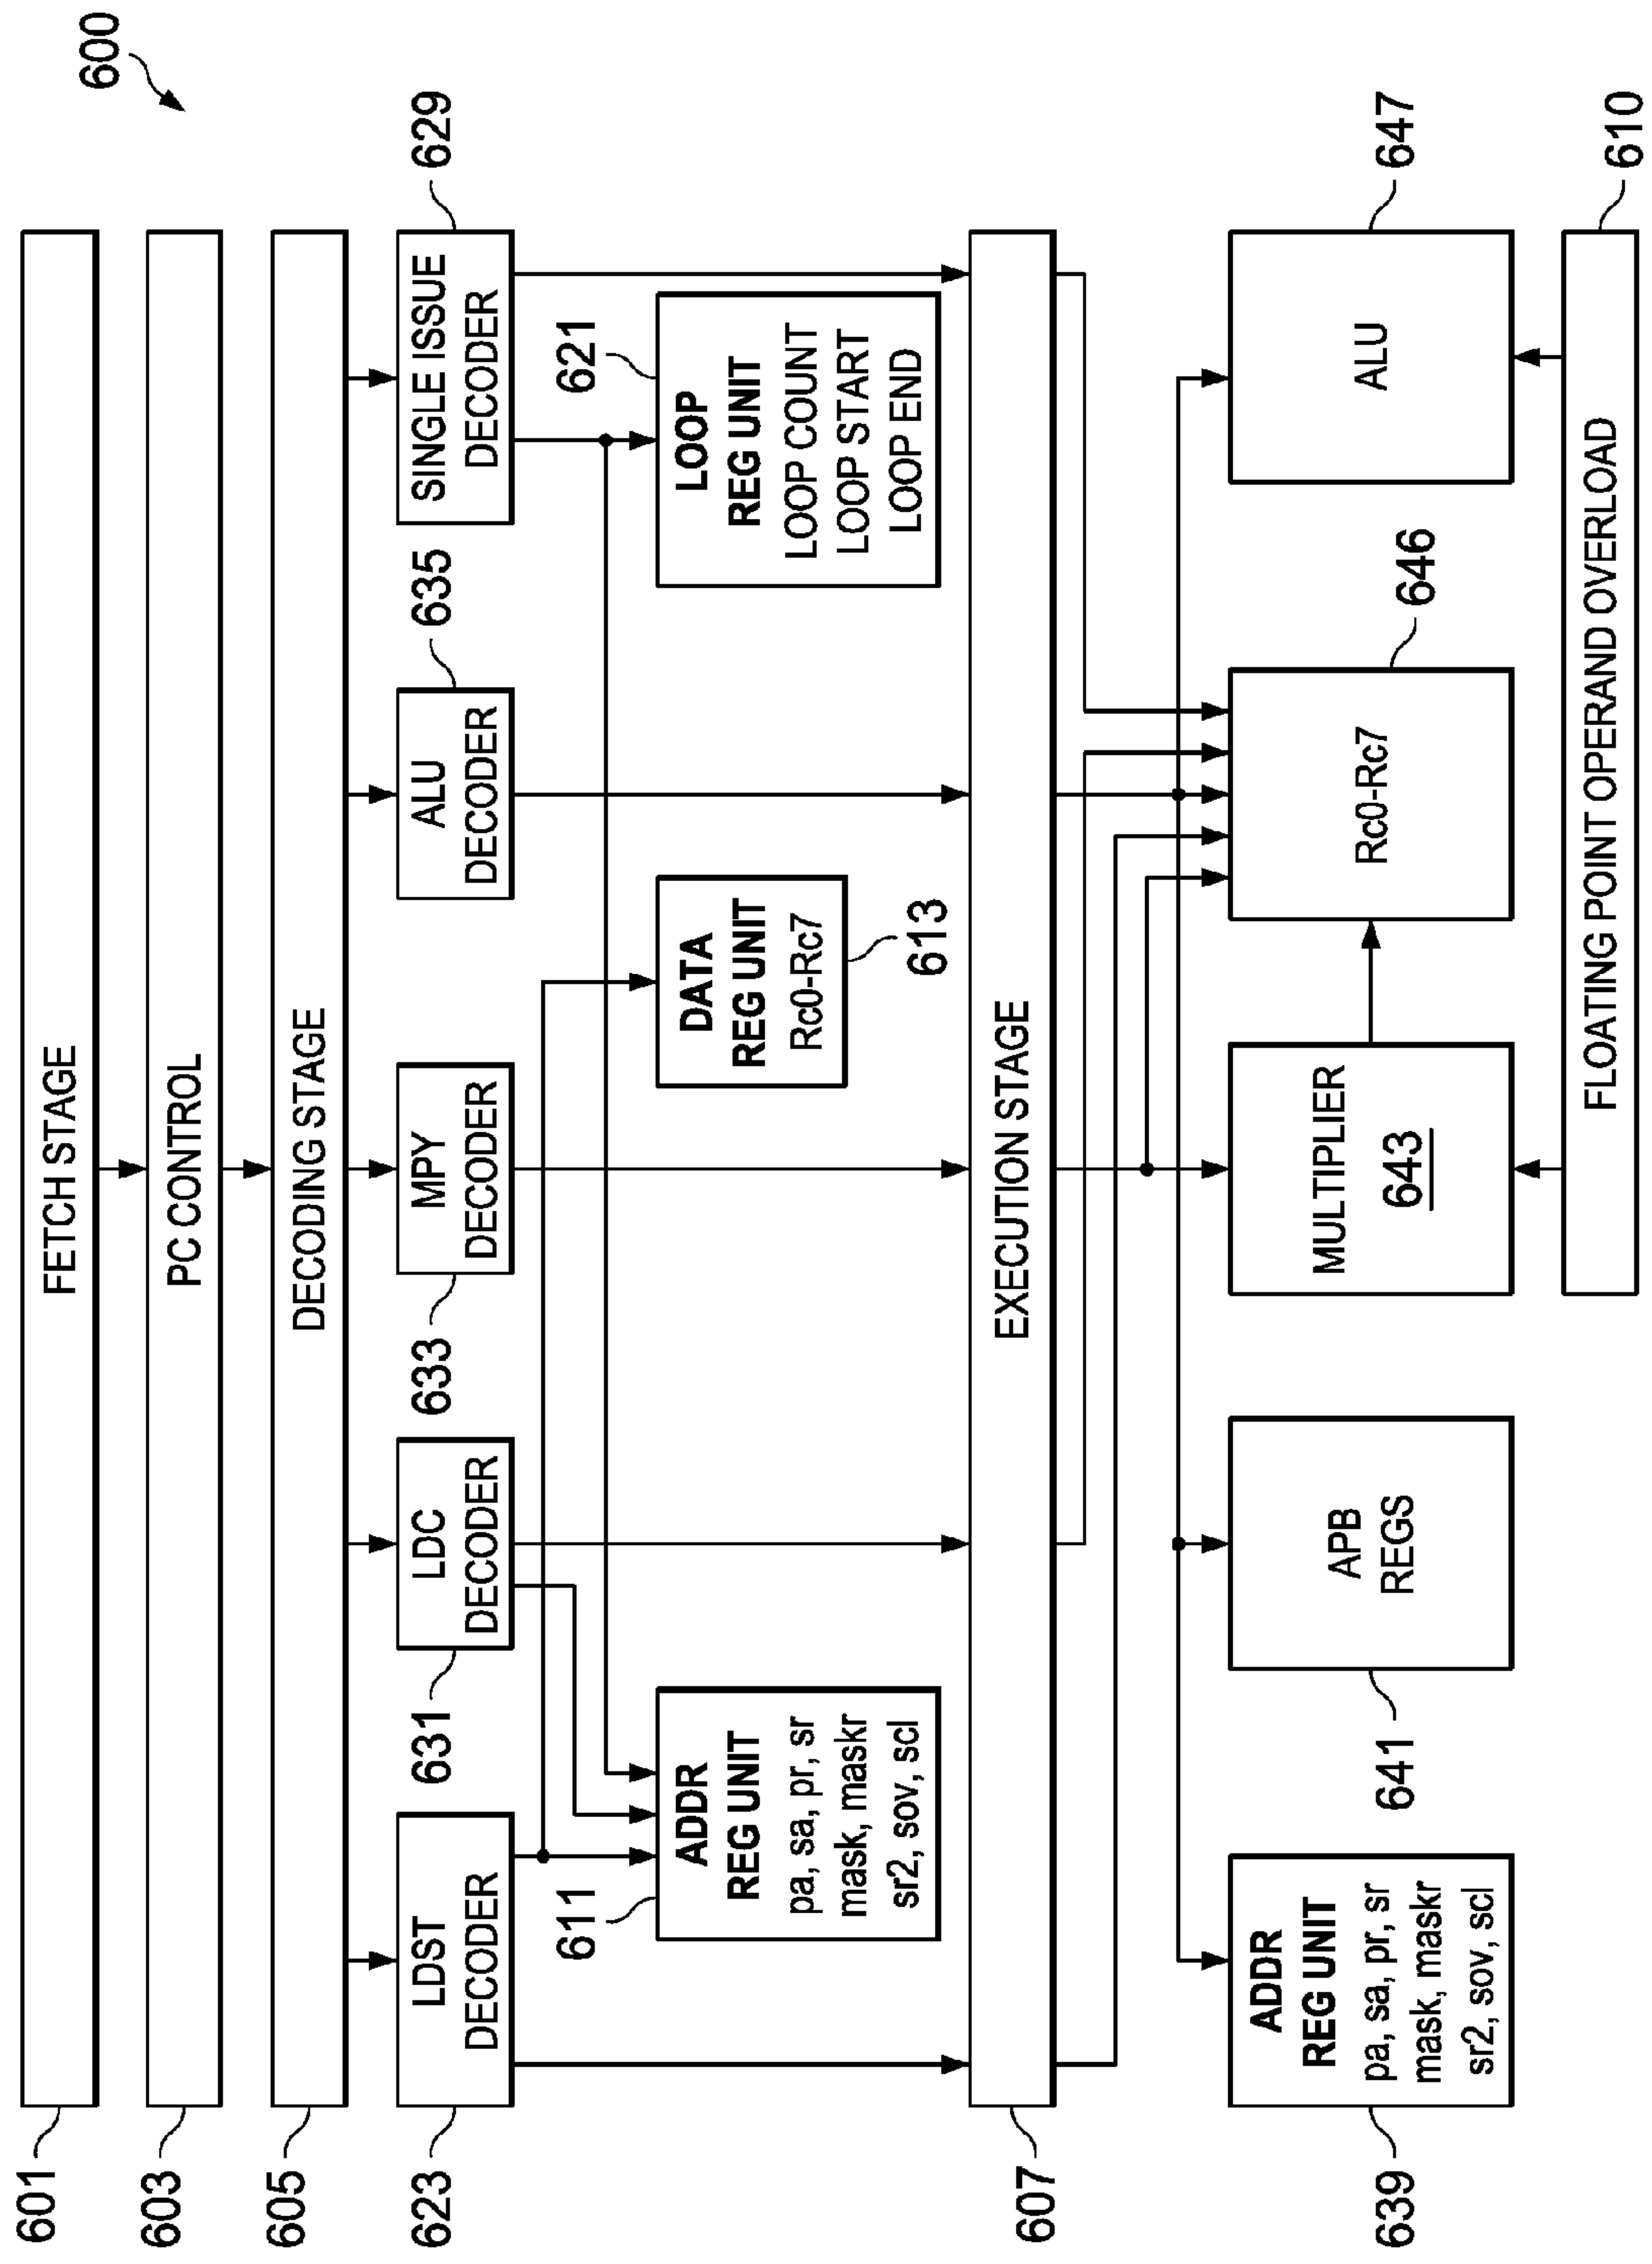 600
601
FETCH STAGE
603
PC CONTROL
605
DECODING STAGE
623
LDST
DECODER
631
LDC
DECODER
633
MPY
DECODER
635
ALU
DECODER
629
SINGLE ISSUE
DECODER
611
ADDR
REG UNIT
pa, sa, pr, sr
mask, maskr
sr2, sov, scl
DATA
REG UNIT
Rc0-Rc7
613
621
LOOP
REG UNIT
LOOP COUNT
LOOP START
LOOP END
607
EXECUTION STAGE
639
ADDR
REG UNIT
pa, sa, pr, sr
mask, maskr
sr2, sov, scl
641
APB
REGS
MULTIPLIER
643
646
Rc0-Rc7
647
ALU
610
FLOATING POINT OPERAND OVERLOAD